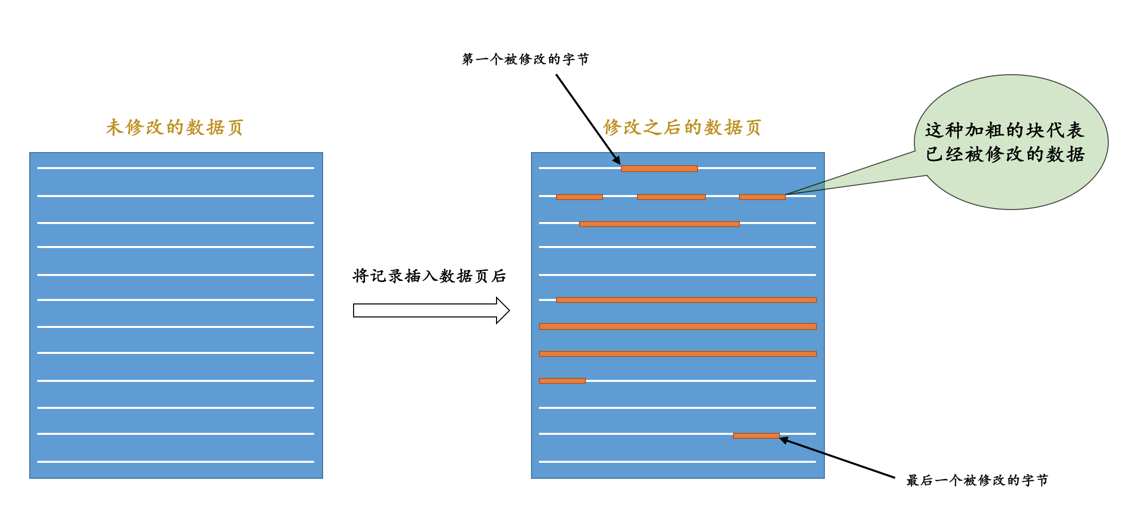 第一个被修改的字节
未修改的数据页
修改之后的数据页
这种加粗的块代表
已经被修改的数据
将记录插入数据页后
最后一个被修改的字节